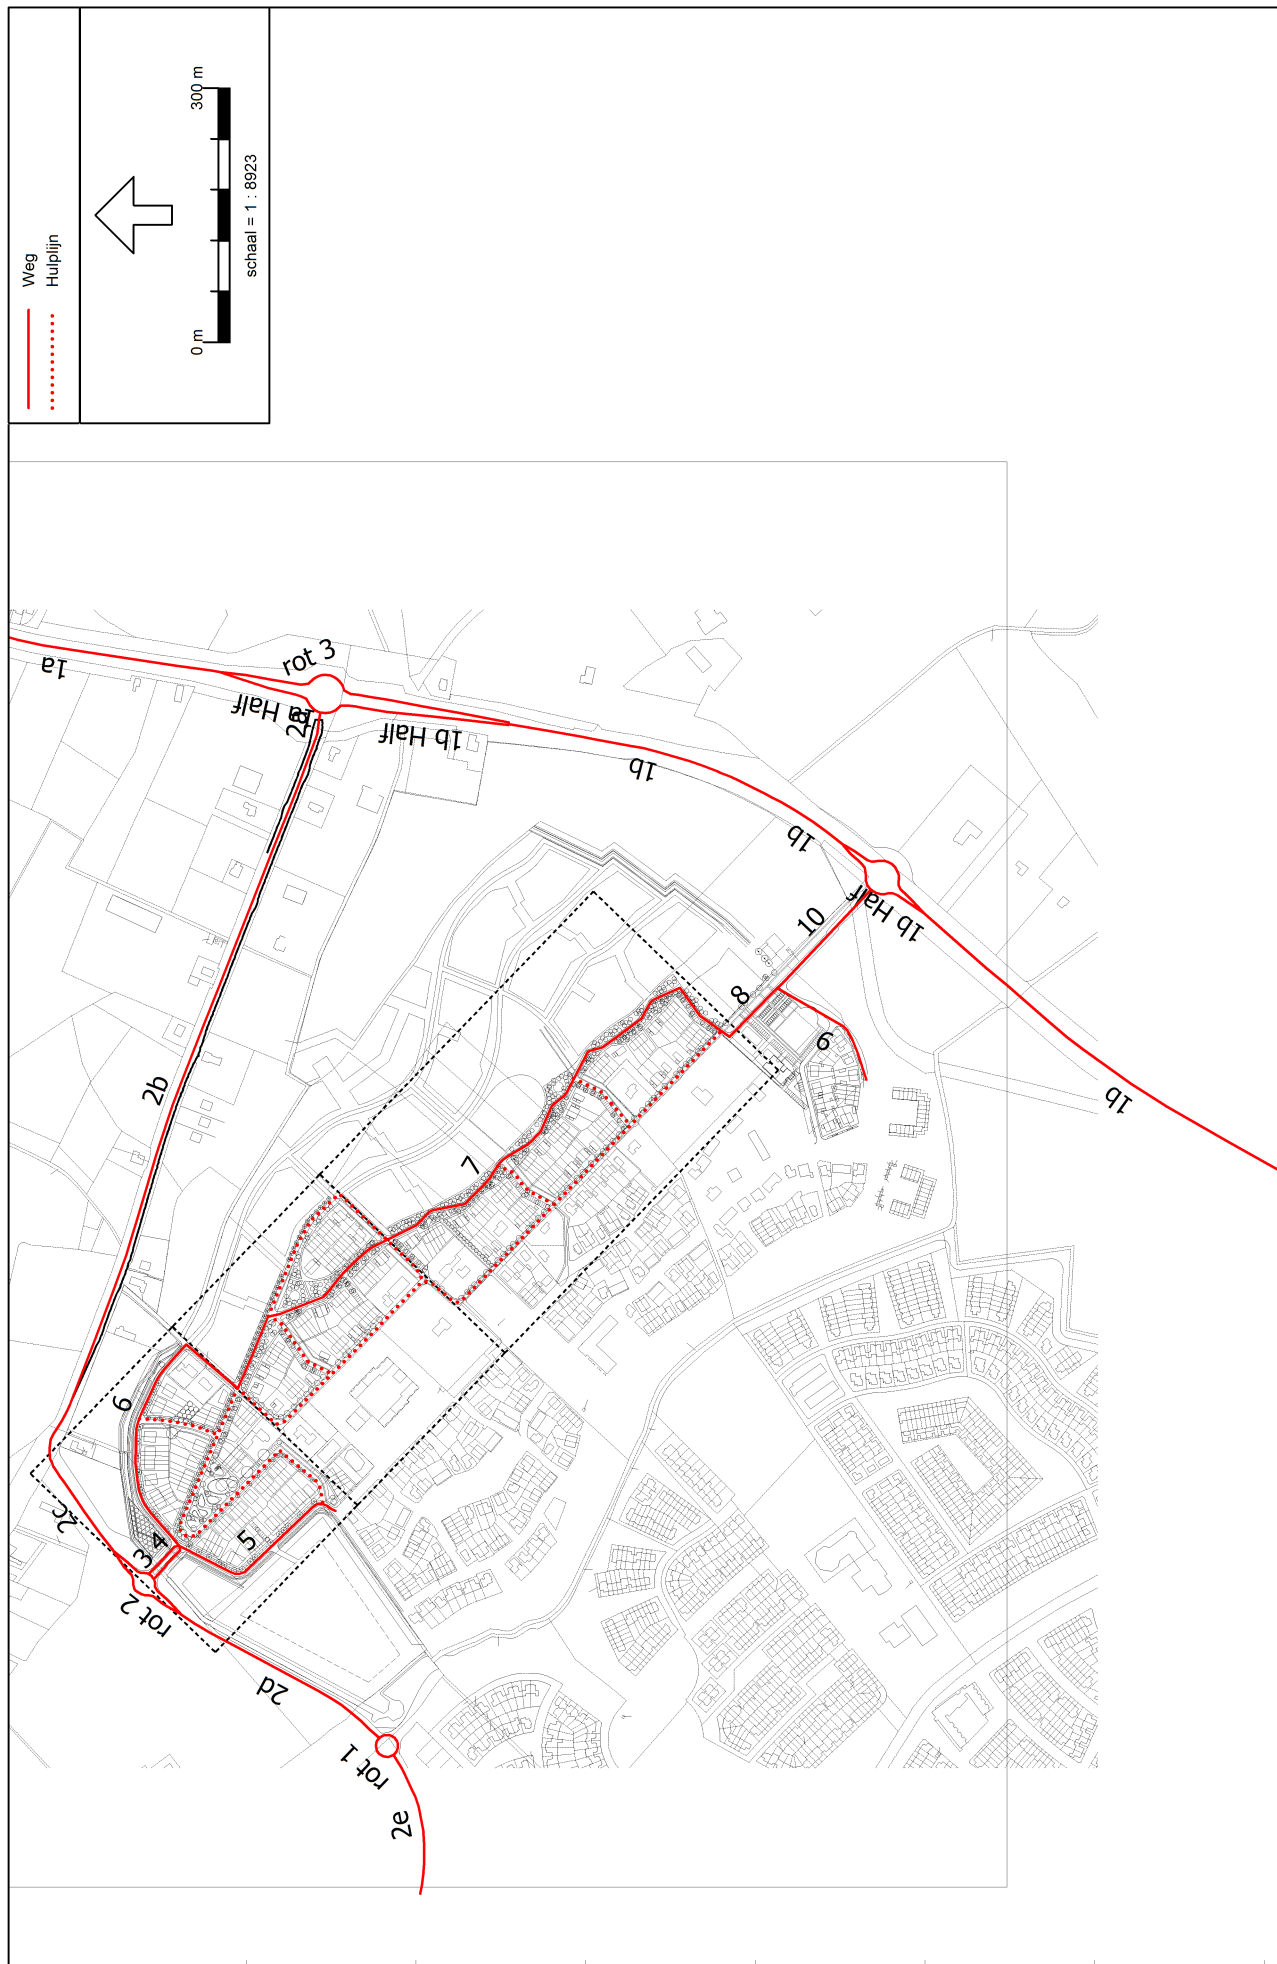 Weg
Hulplijn
0 m
300 m
schaal = 1 : 8923
1a
rot 3
1a Half
2a
1b Half
1b
1b
1b Half
10
8
9
1b
2b
7
6
2c
3
4
5
rot 2
2d
rot 1
2e